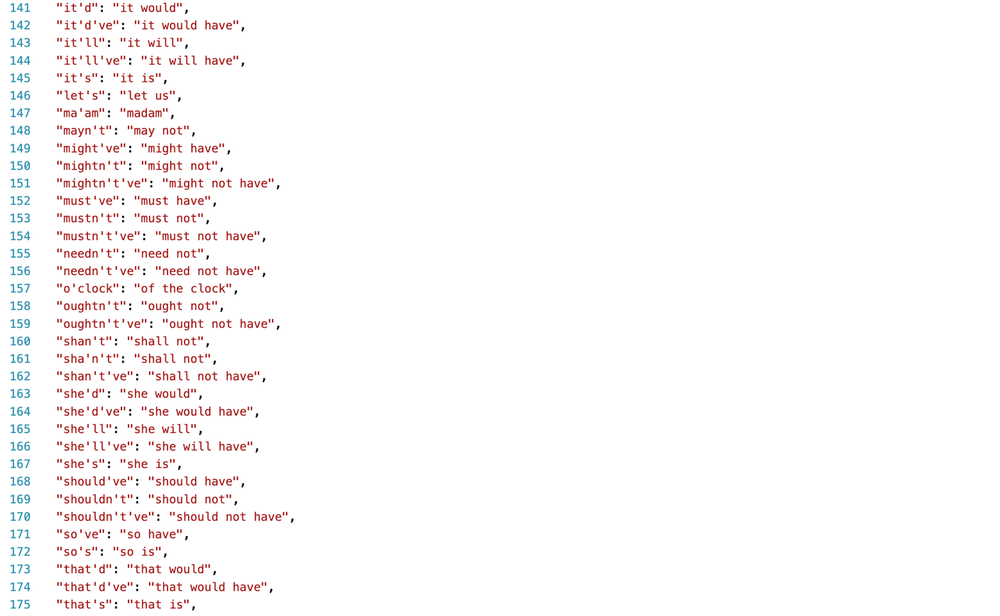 141 "it'd": "it would",
142 "it'd've": "it would have",
143 "it'll": "it will",
144 "it'll've": "it will have",
145 "it's": "it is",
146 "let's": "let us",
147 "ma'am": "madam",
148 "mayn't": "may not",
149 "might've": "might have",
150 "mightn't": "might not",
151 "mightn't've": "might not have",
152 "must've": "must have",
153 "mustn't": "must not",
154 "mustn't've": "must not have",
155 "needn't": "need not",
156 "needn't've": "need not have",
157 "o'clock": "of the clock",
158 "oughtn't": "ought not",
159 "oughtn't've": "ought not have",
160 "shan't": "shall not",
161 "sha'n't": "shall not",
162 "shan't've": "shall not have",
163 "she'd": "she would",
164 "she'd've": "she would have",
165 "she'll": "she will",
166 "she'll've": "she will have",
167 "she's": "she is",
168 "should've": "should have",
169 "shouldn't": "should not",
170 "shouldn't've": "should not have",
171 "so've": "so have",
172 "so's": "so is",
173 "that'd": "that would",
174 "that'd've": "that would have",
175 "that's": "that is",